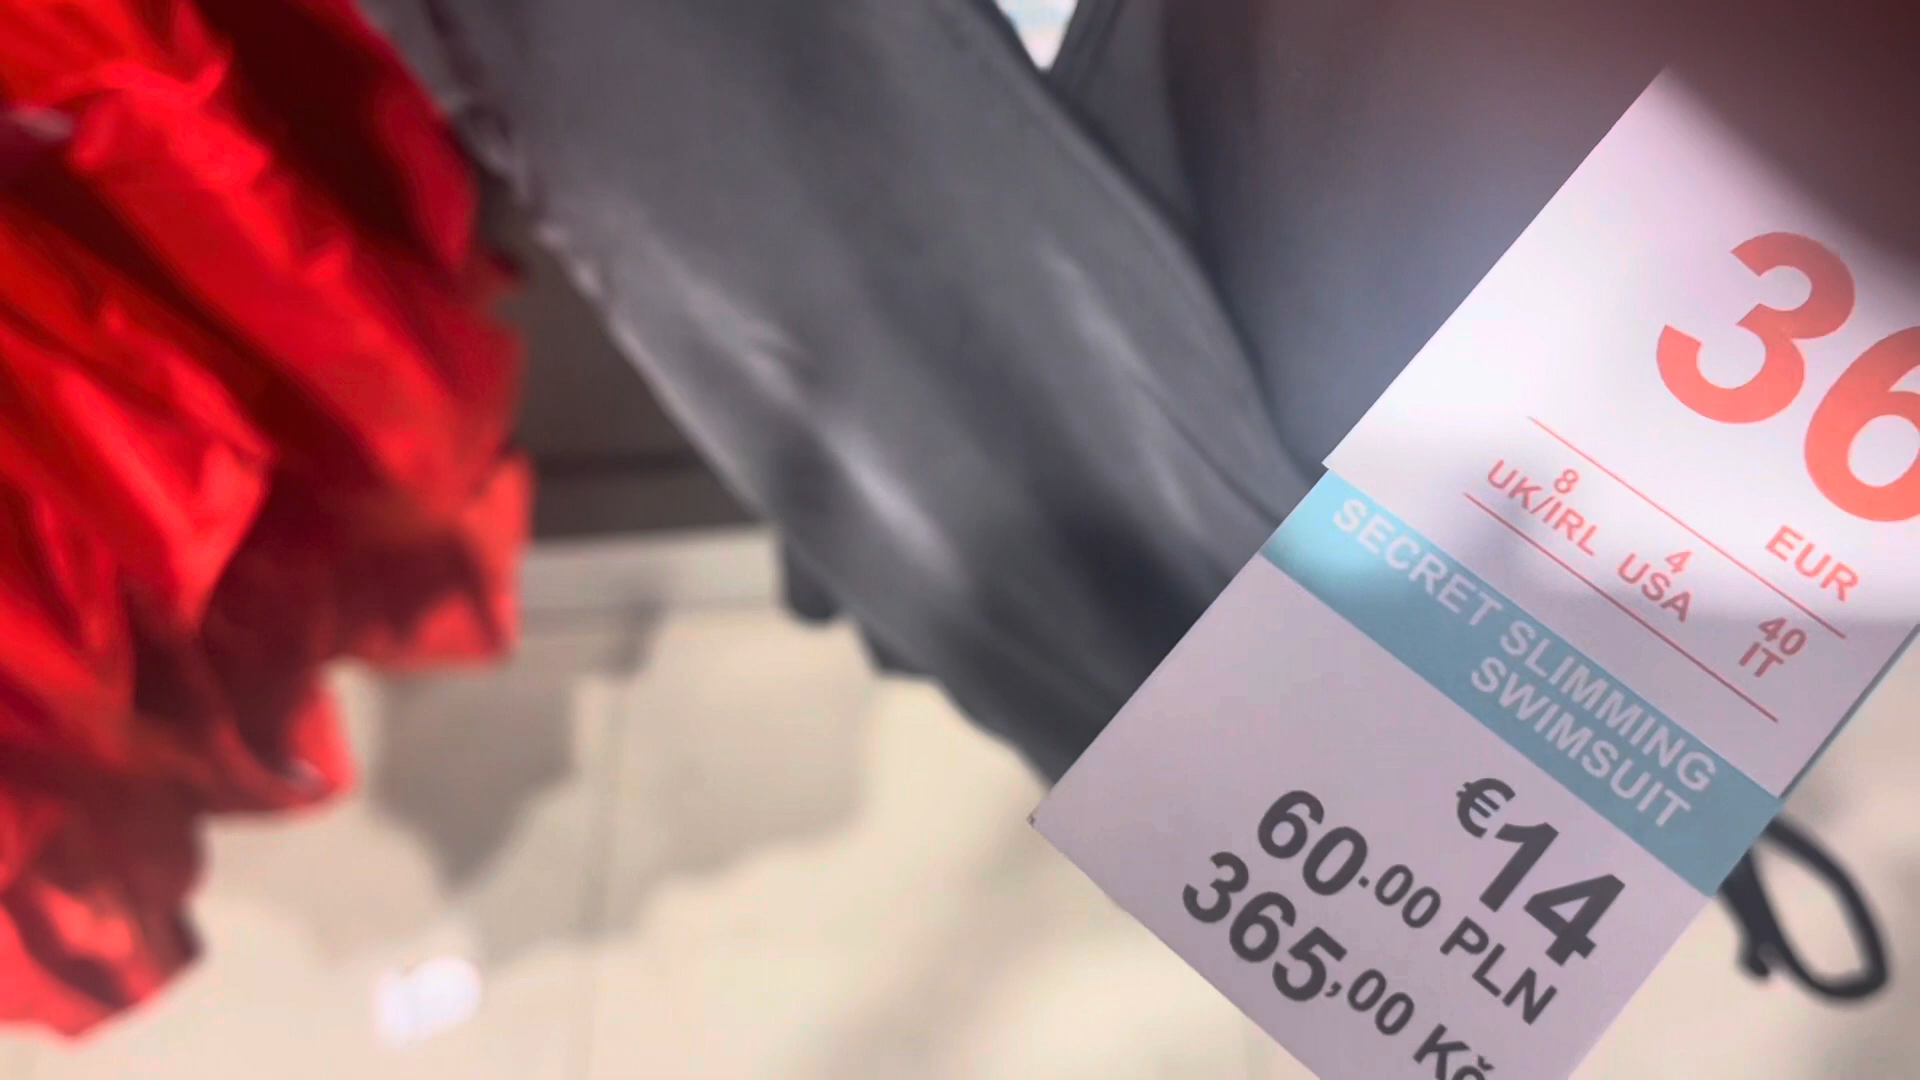 36
EUR
8 4 40
UK/IRL USA IT
SECRET SLIMMING
SWIMSUIT
€14
60.00 PLN
365,00 Kč